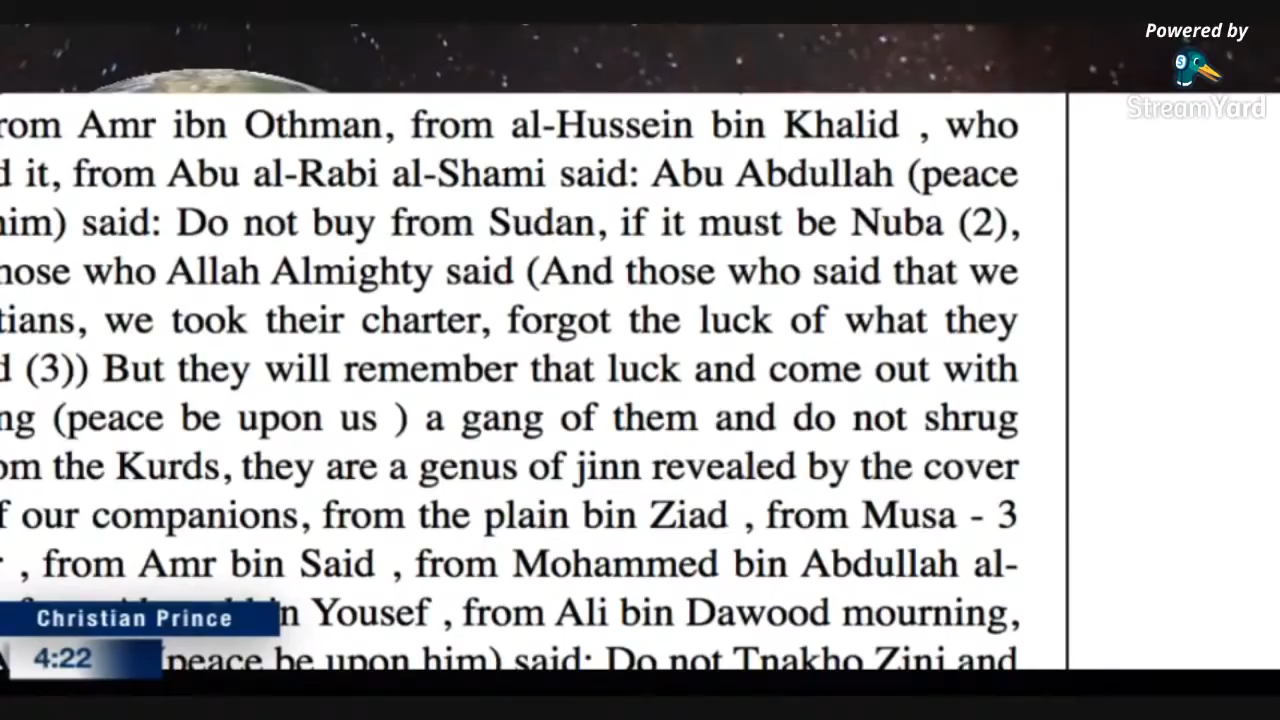 Powered by
StreamYard
rom Amr ibn Othman, from al-Hussein bin Khalid , who
d it, from Abu al-Rabi al-Shami said: Abu Abdullah (peace
him) said: Do not buy from Sudan, if it must be Nuba (2),
hose who Allah Almighty said (And those who said that we
tians, we took their charter, forgot the luck of what they
d (3)) But they will remember that luck and come out with
ng (peace be upon us ) a gang of them and do not shrug
om the Kurds, they are a genus of jinn revealed by the cover
f our companions, from the plain bin Ziad , from Musa - 3
, from Amr bin Said , from Mohammed bin Abdullah al-
n Yousef , from Ali bin Dawood mourning,
Christian Prince
(peace be upon him) said: Do not Tnakho Zinj and
4:22